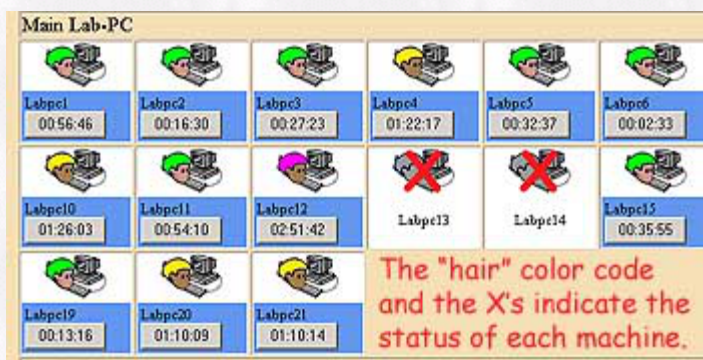 Main Lab-PC
Labpc1 Labpc2 Labpc3 Labpc4 Labpc5 Labpc6
00:56:46 00:16:30 00:27:23 01:22:17 00:32:37 00:02:33
Labpc10 Labpc11 Labpc12 Labpc13 Labpc14 Labpc15
01:26:03 00:54:10 02:51:42 00:35:55
Labpc19 Labpc20 Labpc21
00:13:16 01:10:09 01:10:14
The "hair" color code
and the X's indicate the
status of each machine.